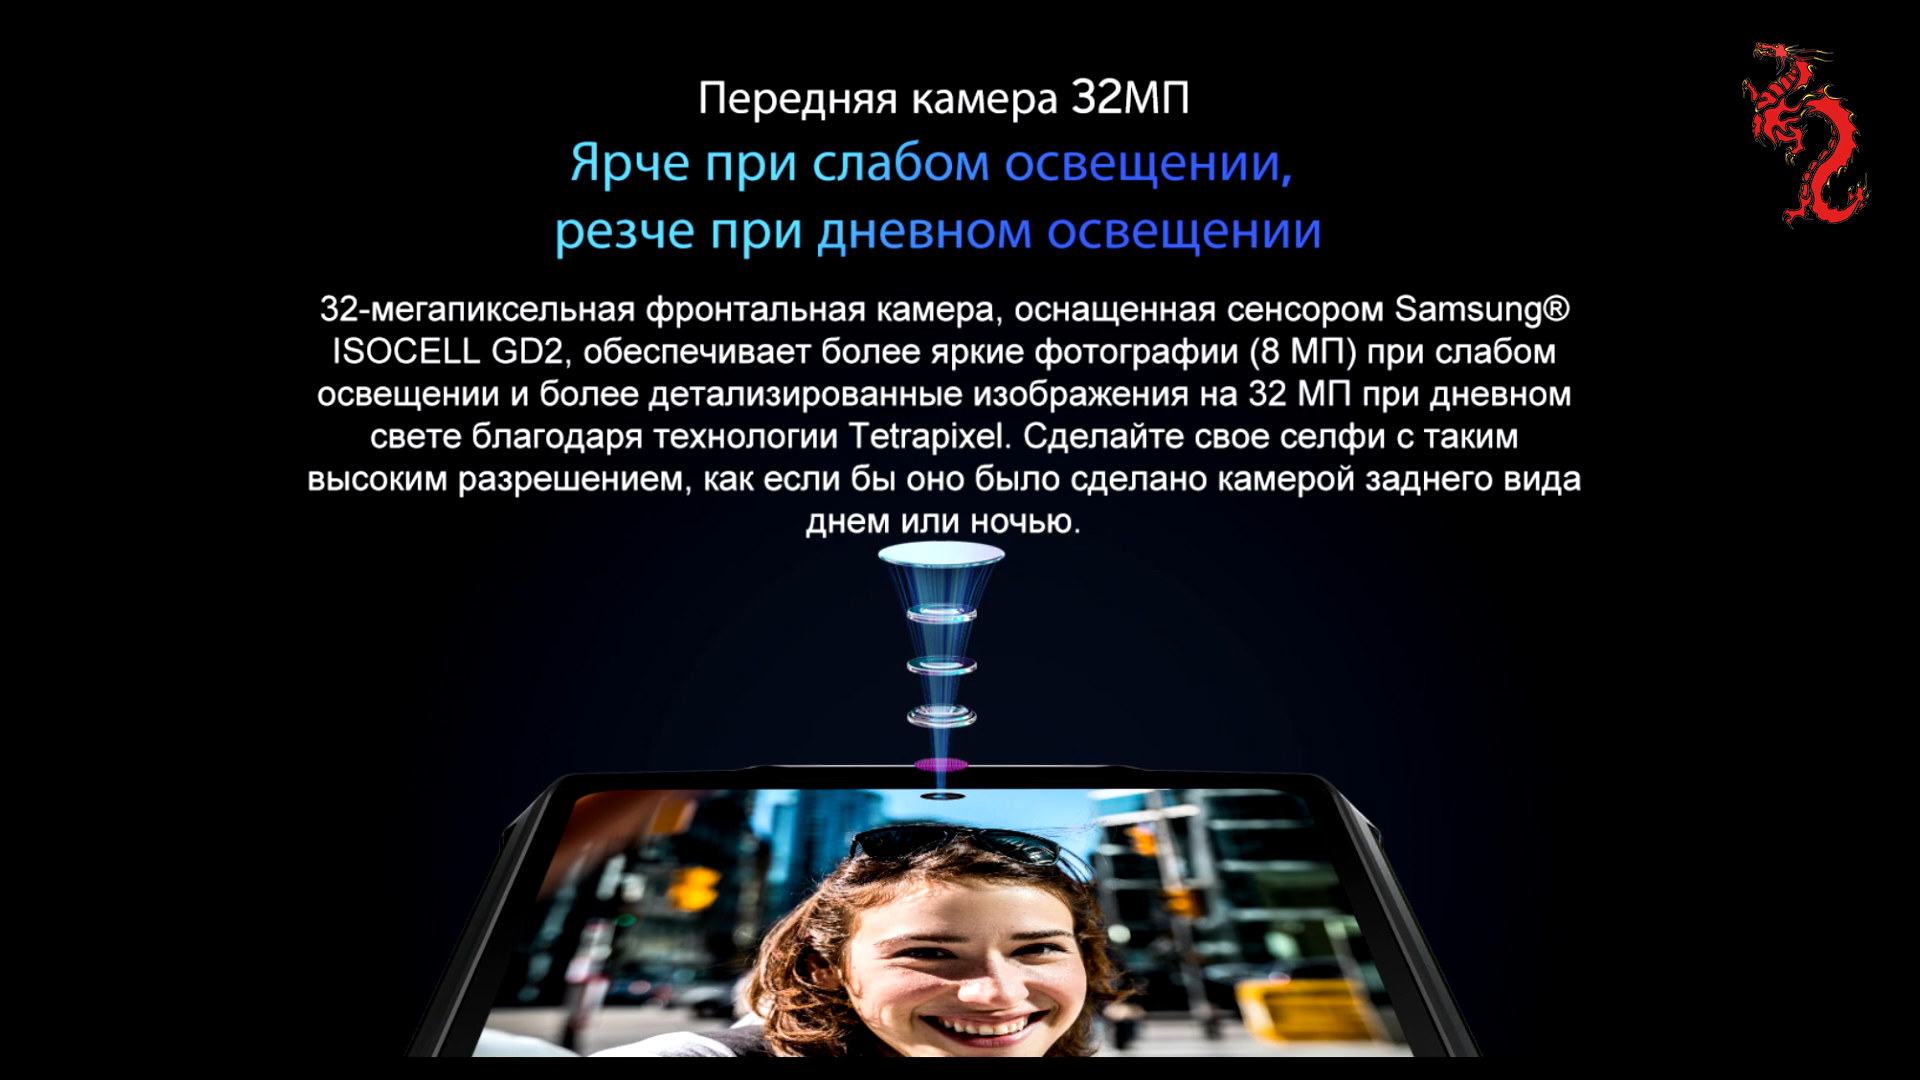 Передняя камера 32МП
Ярче при слабом освещении,
резче при дневном освещении
32-мегапиксельная фронтальная камера, оснащенная сенсором Samsung®
ISOCELL GD2, обеспечивает более яркие фотографии (8 МП) при слабом
освещении и более детализированные изображения на 32 МП при дневном
свете благодаря технологии Tetrapixel. Сделайте свое селфи с таким
высоким разрешением, как если бы оно было сделано камерой заднего вида
днем или ночью.